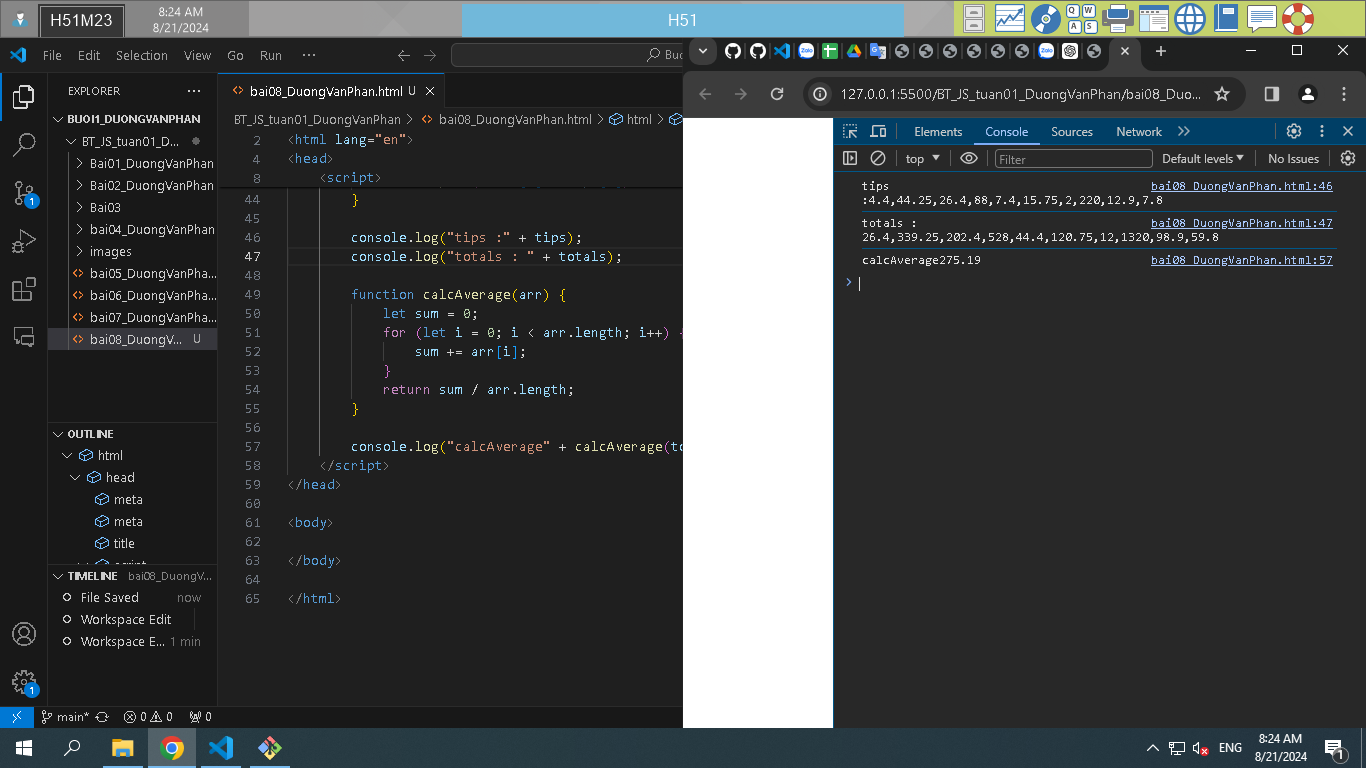 H51M23
8:24 AM
8/21/2024
H51
Q W
A S
File Edit Selection View Go Run ···
EXPLORER
BUOI1_DUONGVANPHAN
BT_JS_tuan01_D...
Bai01_DuongVanPhan
Bai02_DuongVanPhan
Bai03
bai04_DuongVanPhan
images
bai05_DuongVanPha...
bai06_DuongVanPha...
bai07_DuongVanPha...
bai08_DuongV... U
OUTLINE
html
head
meta
meta
title
TIMELINE bai08_DuongV...
File Saved now
Workspace Edit
Workspace E... 1 min
bai08_DuongVanPhan.html U
BT_JS_tuan01_DuongVanPhan > bai08_DuongVanPhan.html > html >
2 <html lang="en">
4 <head>
8 <script>
44 }
45
46 console.log("tips :" + tips);
47 console.log("totals : " + totals);
48
49 function calcAverage(arr) {
50 let sum = 0;
51 for (let i = 0; i < arr.length; i++) {
52 sum += arr[i];
53 }
54 return sum / arr.length;
55 }
56
57 console.log("calcAverage" + calcAverage(to
58 </script>
59 </head>
60
61 <body>
62
63 </body>
64
65 </html>
main* 0 0 0
1
1
127.0.0.1:5500/BT_JS_tuan01_DuongVanPhan/bai08_Duo...
Elements Console Sources Network
top Filter Default levels No Issues
tips bai08_DuongVanPhan.html:46
:4.4,44.25,26.4,88,7.4,15.75,2,220,12.9,7.8
totals : bai08_DuongVanPhan.html:47
26.4,339.25,202.4,528,44.4,120.75,12,1320,98.9,59.8
calcAverage275.19 bai08_DuongVanPhan.html:57
ENG
8:24 AM
8/21/2024
1